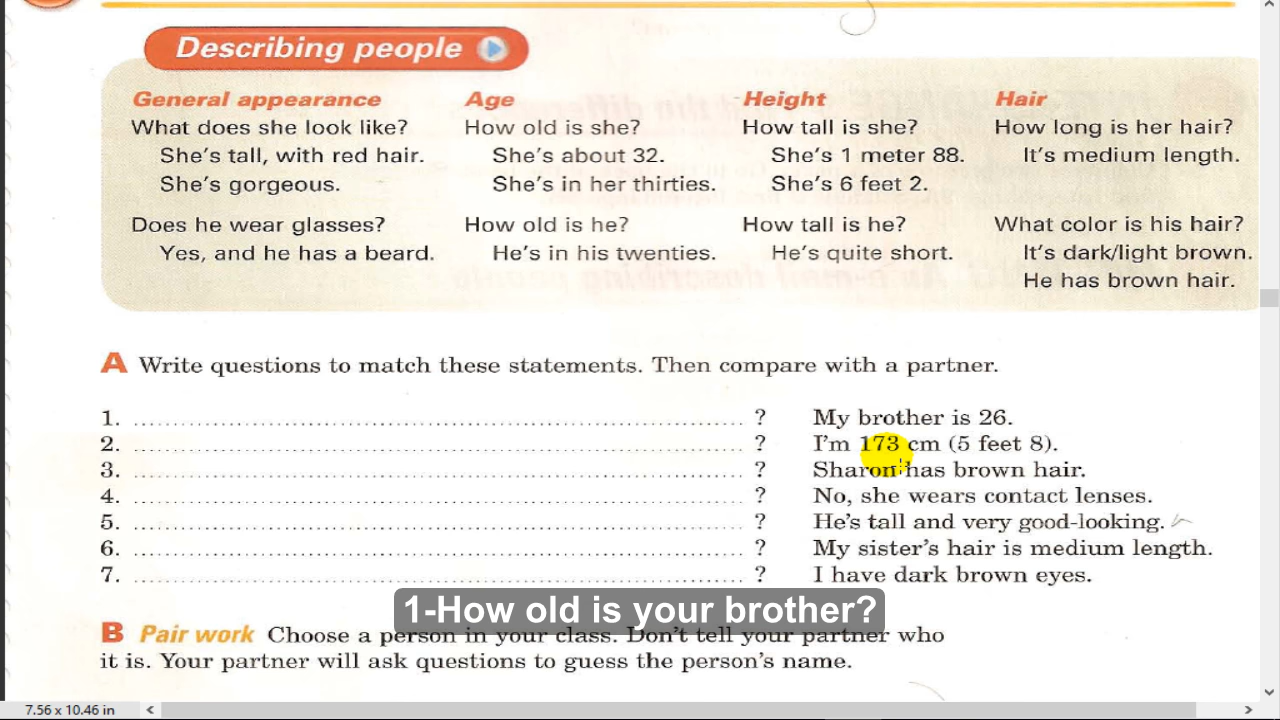 Describing people
General appearance
What does she look like?
She's tall, with red hair.
She's gorgeous.
Does he wear glasses?
Yes, and he has a beard.
Age
How old is she?
She's about 32.
She's in her thirties.
How old is he?
He's in his twenties.
Height
How tall is she?
She's 1 meter 88.
She's 6 feet 2.
How tall is he?
He's quite short.
Hair
How long is her hair?
It's medium length.
What color is his hair?
It's dark/light brown.
He has brown hair.
A Write questions to match these statements. Then compare with a partner.
1. ? My brother is 26.
2. ? I'm 173 cm (5 feet 8).
3. ? Sharon has brown hair.
4. ? No, she wears contact lenses.
5. ? He's tall and very good-looking.
6. ? My sister's hair is medium length.
7. ? I have dark brown eyes.
1-How old is your brother?
B Pair work Choose a person in your class. Don't tell your partner who
it is. Your partner will ask questions to guess the person's name.
7.56 x 10.46 in